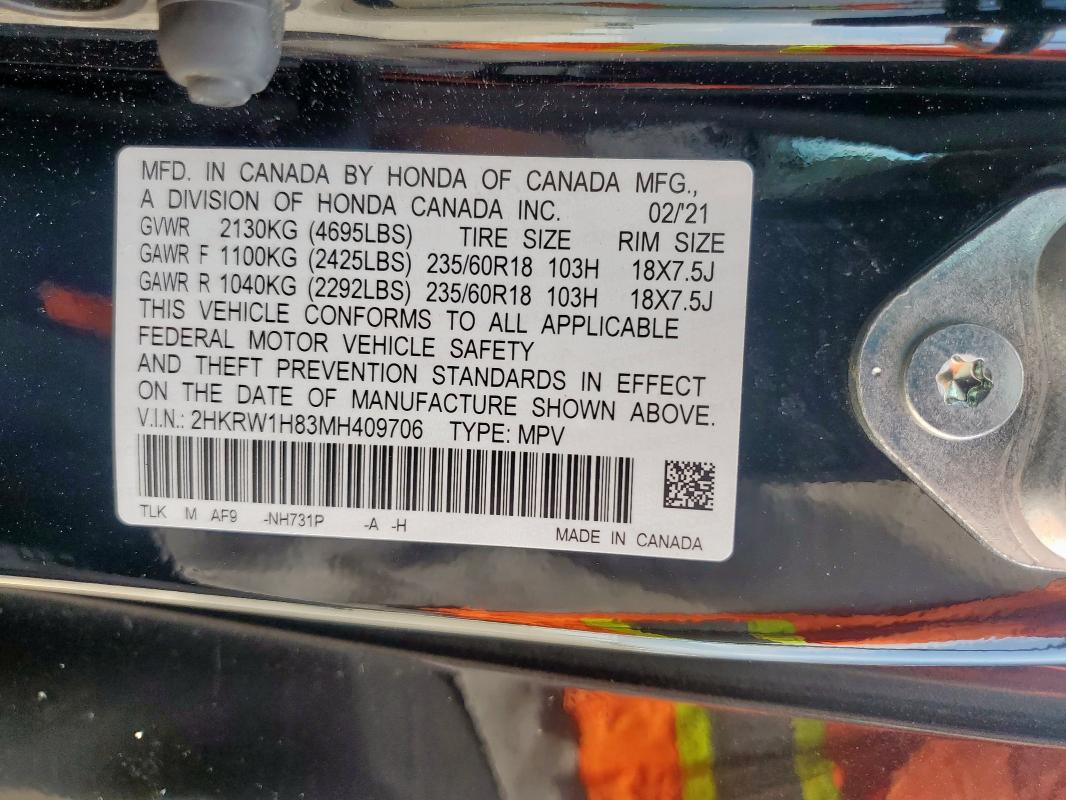 MFD. IN CANADA BY HONDA OF CANADA MFG.,
A DIVISION OF HONDA CANADA INC. 02/'21
GVWR 2130KG (4695LBS) TIRE SIZE RIM SIZE
GAWR F 1100KG (2425LBS) 235/60R18 103H 18X7.5J
GAWR R 1040KG (2292LBS) 235/60R18 103H 18X7.5J
THIS VEHICLE CONFORMS TO ALL APPLICABLE
FEDERAL MOTOR VEHICLE SAFETY
AND THEFT PREVENTION STANDARDS IN EFFECT
ON THE DATE OF MANUFACTURE SHOWN ABOVE.
V.I.N.: 2HKRW1H83MH409706 TYPE: MPV
TLK M AF9 -NH731P -A -H
MADE IN CANADA